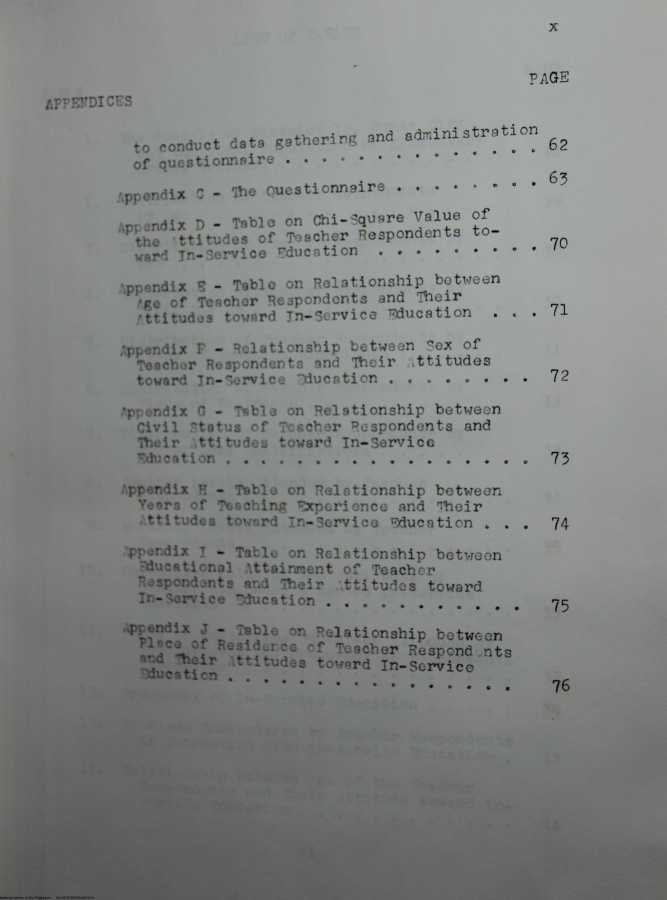 x
PAGE
APPENDICES
to conduct data gathering and administration
of questionnaire . . . . . . . . . . . . . . 62
Appendix C - The Questionnaire . . . . . . . . 63
Appendix D - Table on Chi-Square Value of
the Attitudes of Teacher Respondents to-
ward In-Service Education . . . . . . . . . 70
Appendix E - Table on Relationship between
Age of Teacher Respondents and Their
Attitudes toward In-Service Education . . . 71
Appendix F - Relationship between Sex of
Teacher Respondents and Their Attitudes
toward In-Service Education . . . . . . . . 72
Appendix G - Table on Relationship between
Civil Status of Teacher Respondents and
Their Attitudes toward In-Service
Education . . . . . . . . . . . . . . . . . 73
Appendix H - Table on Relationship between
Years of Teaching Experience and Their
Attitudes toward In-Service Education . . . 74
Appendix I - Table on Relationship between
Educational Attainment of Teacher
Respondents and Their Attitudes toward
In-Service Education . . . . . . . . . . . 75
Appendix J - Table on Relationship between
Place of Residence of Teacher Respondents
and Their Attitudes toward In-Service
Education . . . . . . . . . . . . . . . . 76